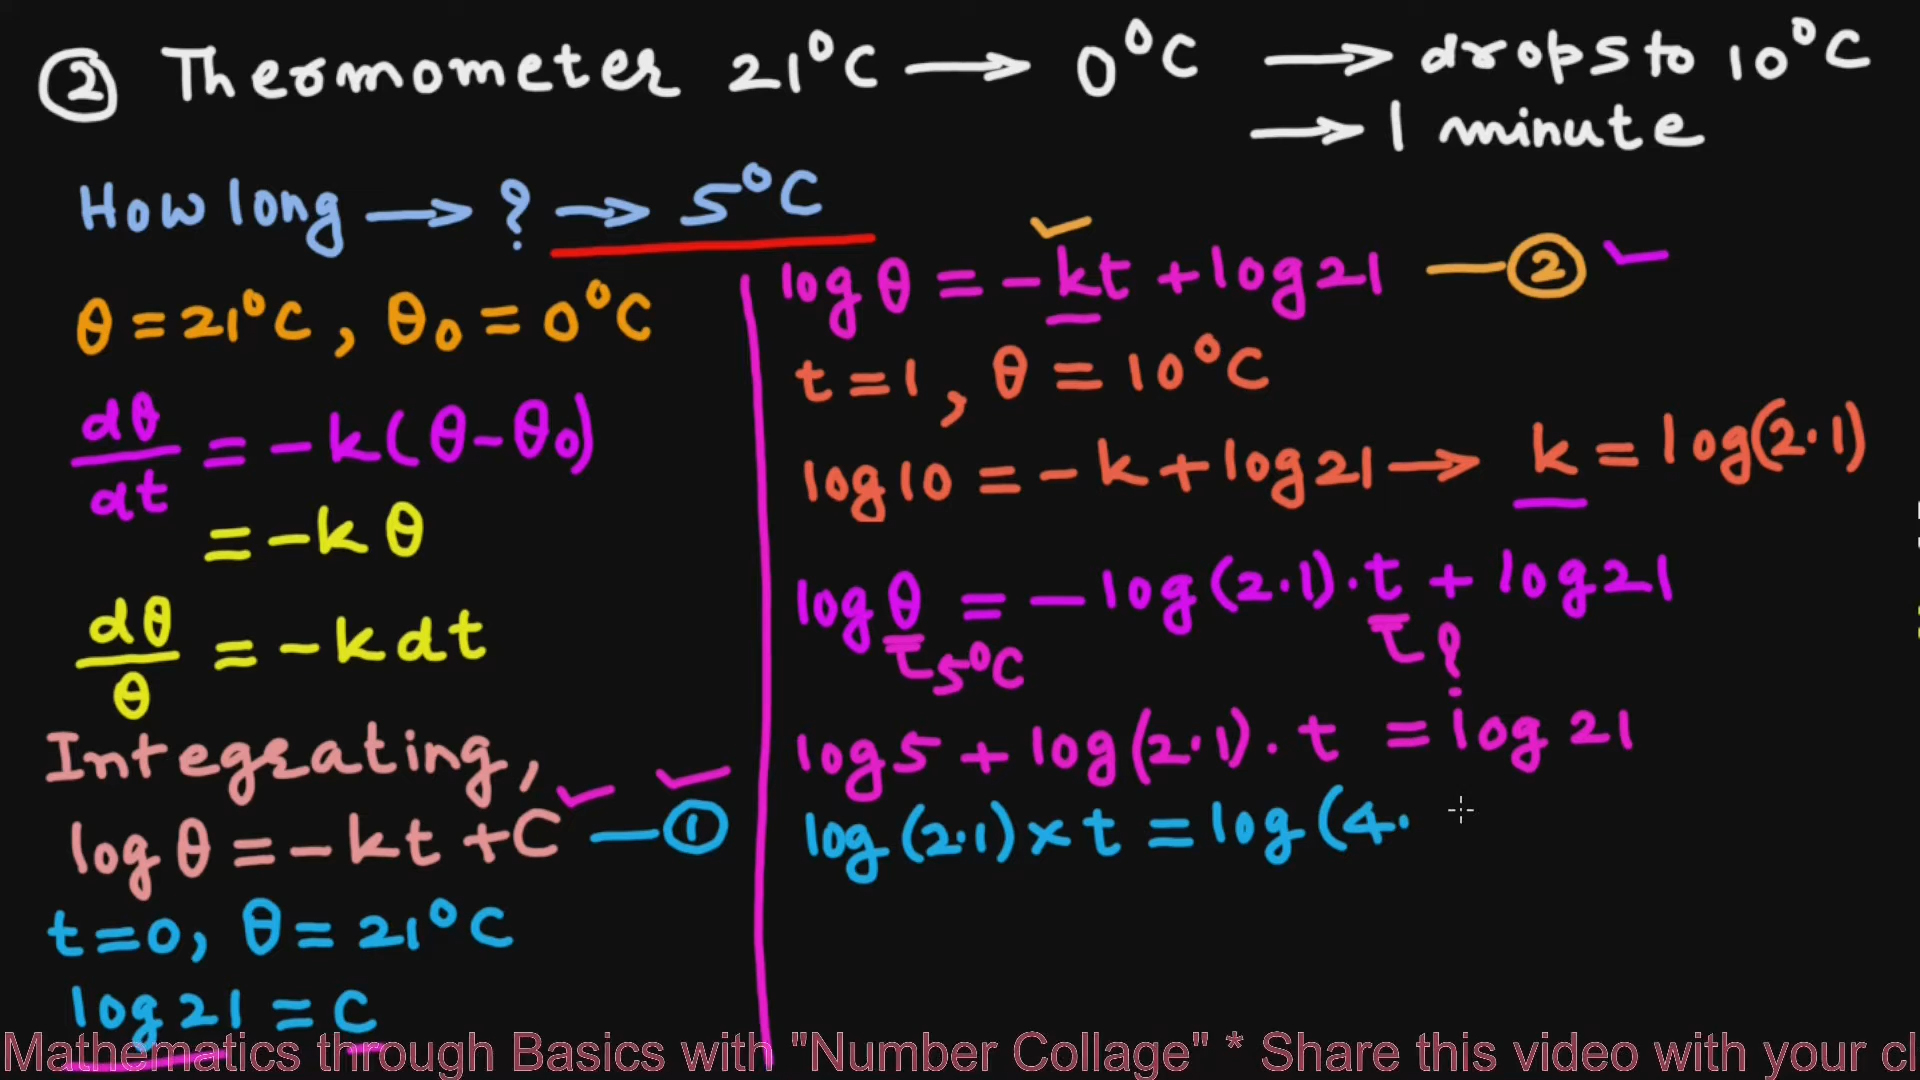 ② Thermometer 21°C → 0°C → drops to 10°C
→ 1 minute
How long → ? → 5°C
θ = 21°C, θ₀ = 0°C
dθ/dt = -k(θ-θ₀)
= -kθ
dθ/θ = -k dt
Integrating,
log θ = -kt + C — ①
t=0, θ = 21°C
log 21 = C
log θ = -kt + log 21 — ②
t = 1, θ = 10°C
log 10 = -k + log 21 → k = log(2·1)
log θ = -log(2·1)·t + log 21
5°C ?
log 5 + log(2·1)·t = log 21
log(2·1) × t = log(4·
Mathematics through Basics with "Number Collage" * Share this video with your cl